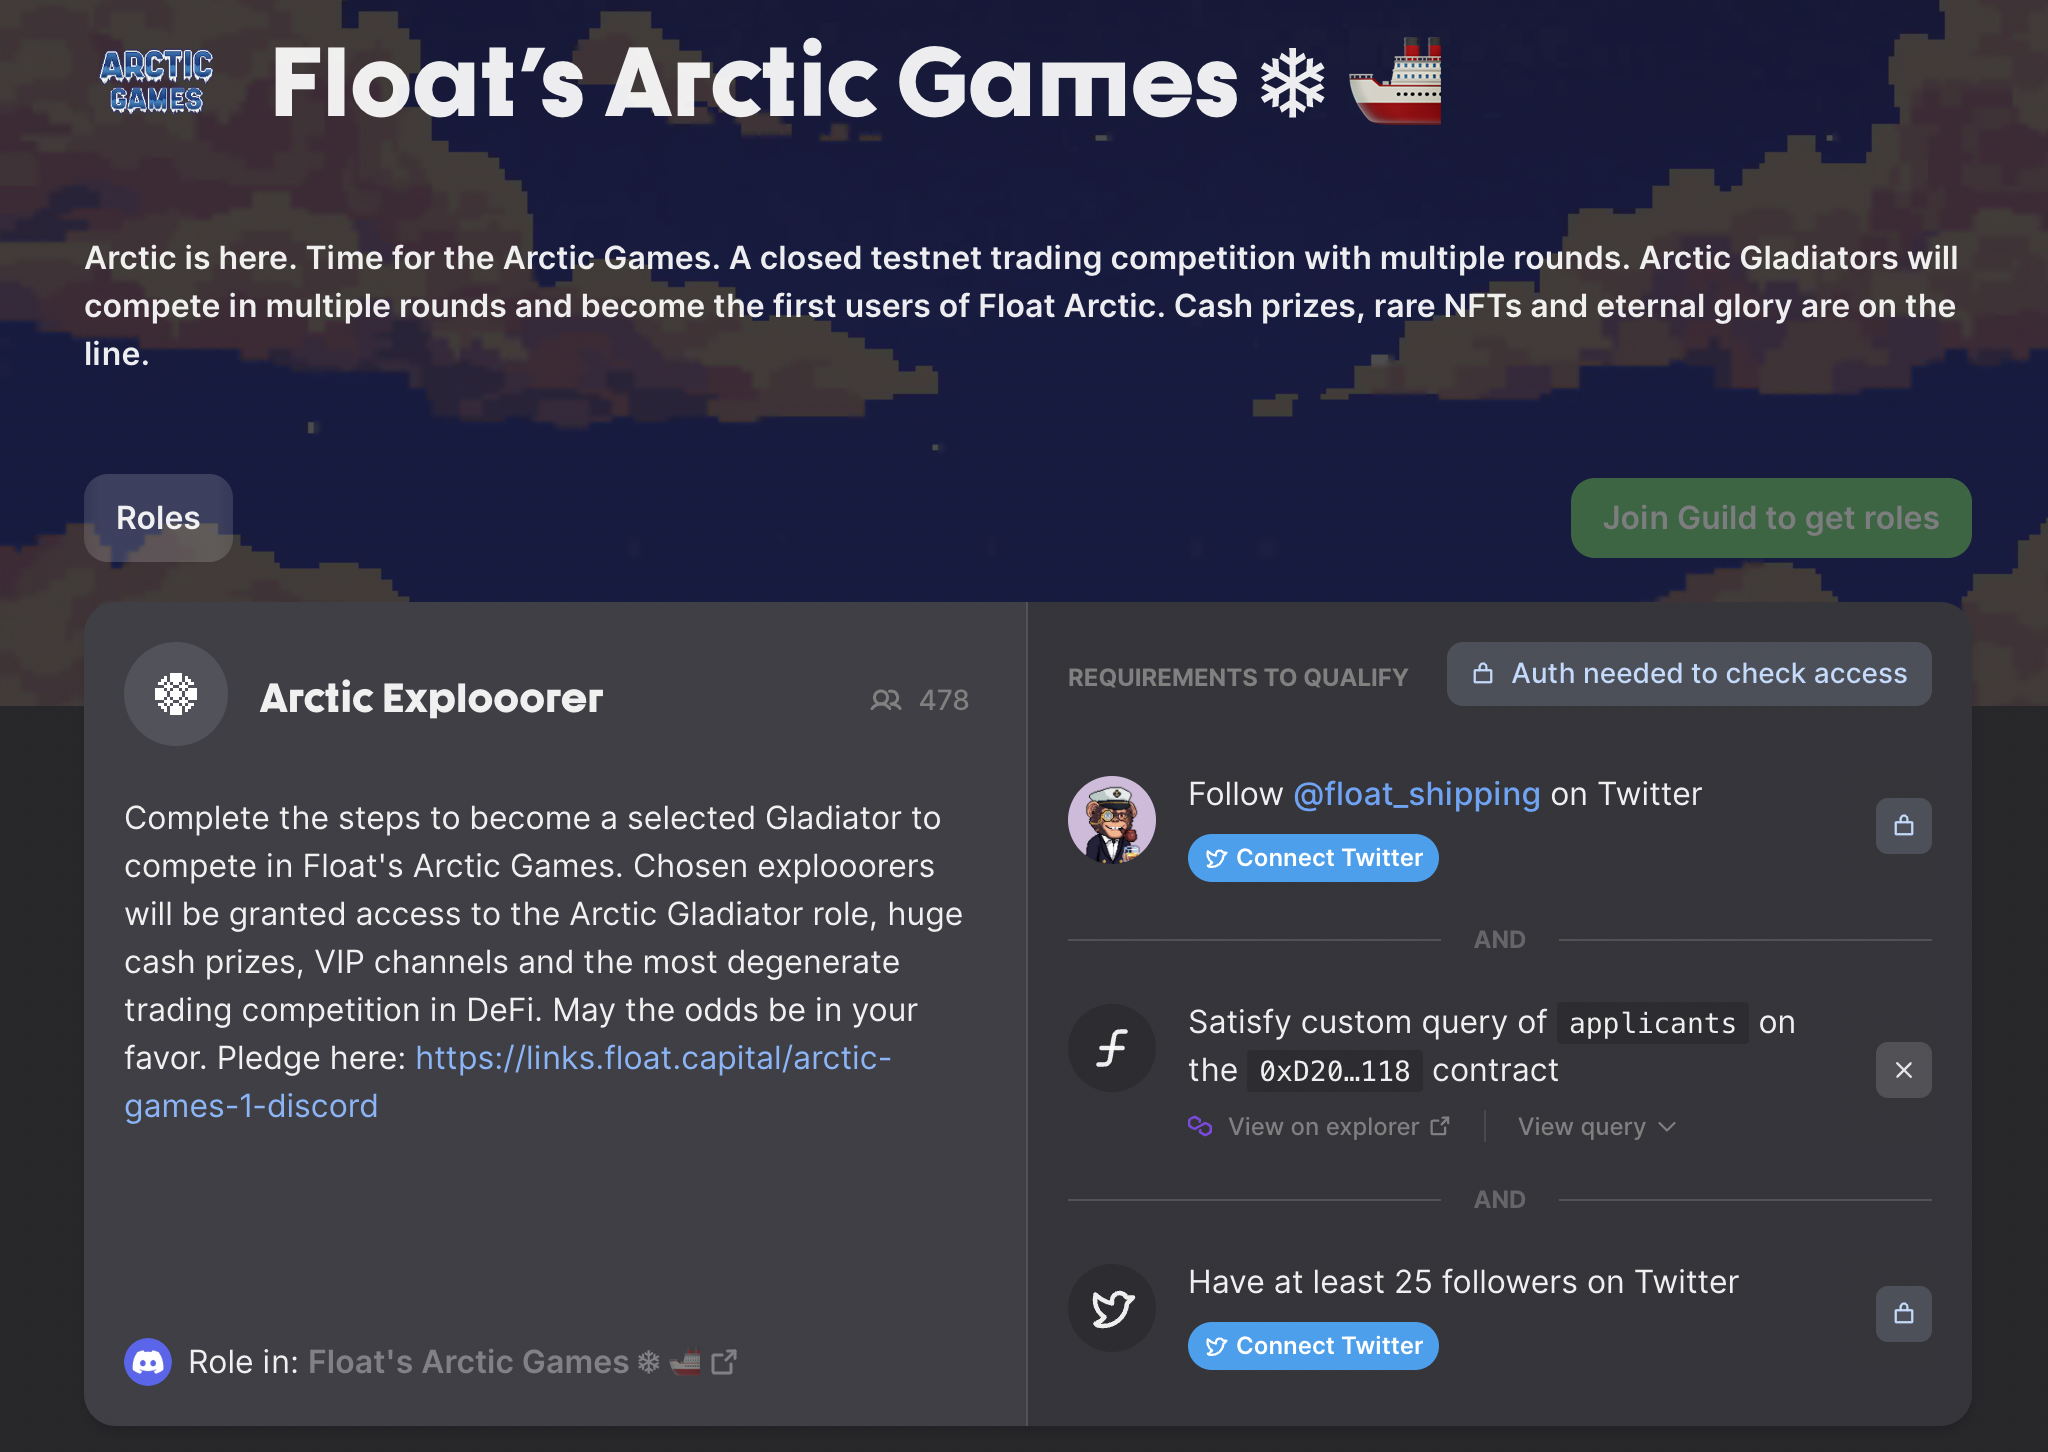 ARCTIC
GAMES
Float's Arctic Games ❄🚢
Arctic is here. Time for the Arctic Games. A closed testnet trading competition with multiple rounds. Arctic Gladiators will
compete in multiple rounds and become the first users of Float Arctic. Cash prizes, rare NFTs and eternal glory are on the
line.
Roles
Join Guild to get roles
Arctic Explooorer
478
Complete the steps to become a selected Gladiator to
compete in Float's Arctic Games. Chosen explooorers
will be granted access to the Arctic Gladiator role, huge
cash prizes, VIP channels and the most degenerate
trading competition in DeFi. May the odds be in your
favor. Pledge here: https://links.float.capital/arctic-
games-1-discord
Role in: Float's Arctic Games ❄🚢
REQUIREMENTS TO QUALIFY
Auth needed to check access
Follow @float_shipping on Twitter
Connect Twitter
AND
Satisfy custom query of applicants on
the 0xD20…118 contract
View on explorer
View query
AND
Have at least 25 followers on Twitter
Connect Twitter